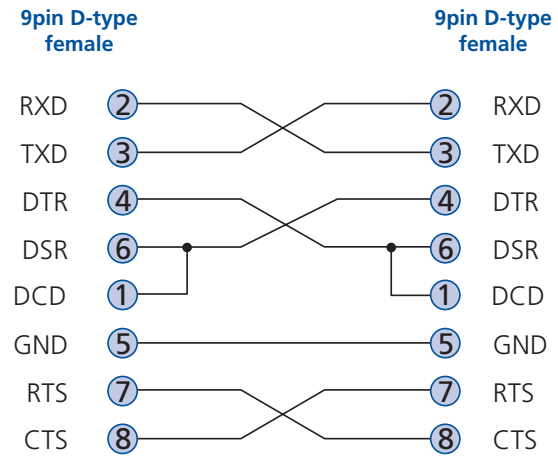 9pin D-type
female
9pin D-type
female
RXD 2 2 RXD
TXD 3 3 TXD
DTR 4 4 DTR
DSR 6 6 DSR
DCD 1 1 DCD
GND 5 5 GND
RTS 7 7 RTS
CTS 8 8 CTS